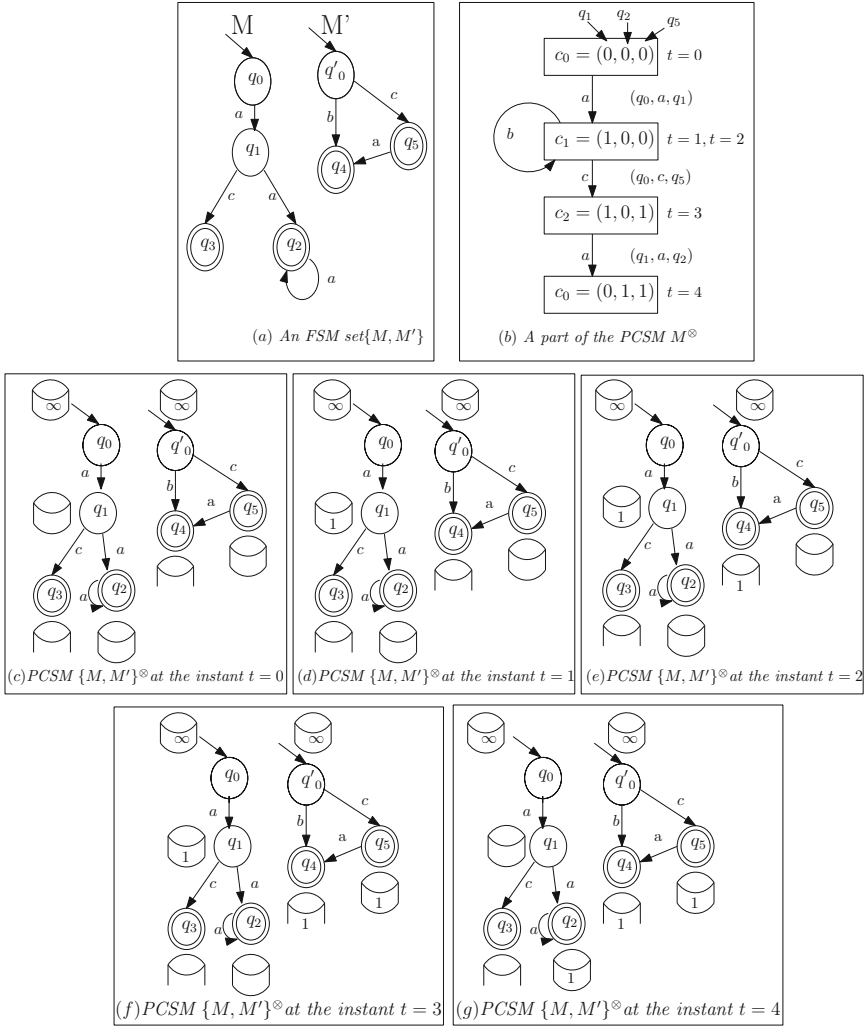 M M'
q0 q'0
a b c
q1 q4 a q5
c a
q3 q2
a
(a) An FSM set{M, M′}
q1 q2 q5
c0 = (0, 0, 0) t = 0
a (q0, a, q1)
b c1 = (1, 0, 0) t = 1, t = 2
c (q0, c, q5)
c2 = (1, 0, 1) t = 3
a (q1, a, q2)
c0 = (0, 1, 1) t = 4
(b) A part of the PCSM M⊗
∞ ∞
q0 q'0
a b c
q1 q4 a q5
c a
q3 a q2
(c)PCSM {M, M′}⊗at the instant t = 0
∞ ∞
q0 q'0
a b c
1 q1 q4 a q5
c a
q3 a q2
(d)PCSM {M, M′}⊗at the instant t = 1
∞ ∞
q0 q'0
a b c
1 q1 q4 a q5
c a 1
q3 a q2
(e)PCSM {M, M′}⊗at the instant t = 2
∞ ∞
q0 q'0
a b c
1 q1 q4 a q5
c a 1 1
q3 a q2
(f)PCSM {M, M′}⊗at the instant t = 3
∞ ∞
q0 q'0
a b c
q1 q4 a q5
c a 1 1
q3 a q2
1
(g)PCSM {M, M′}⊗at the instant t = 4